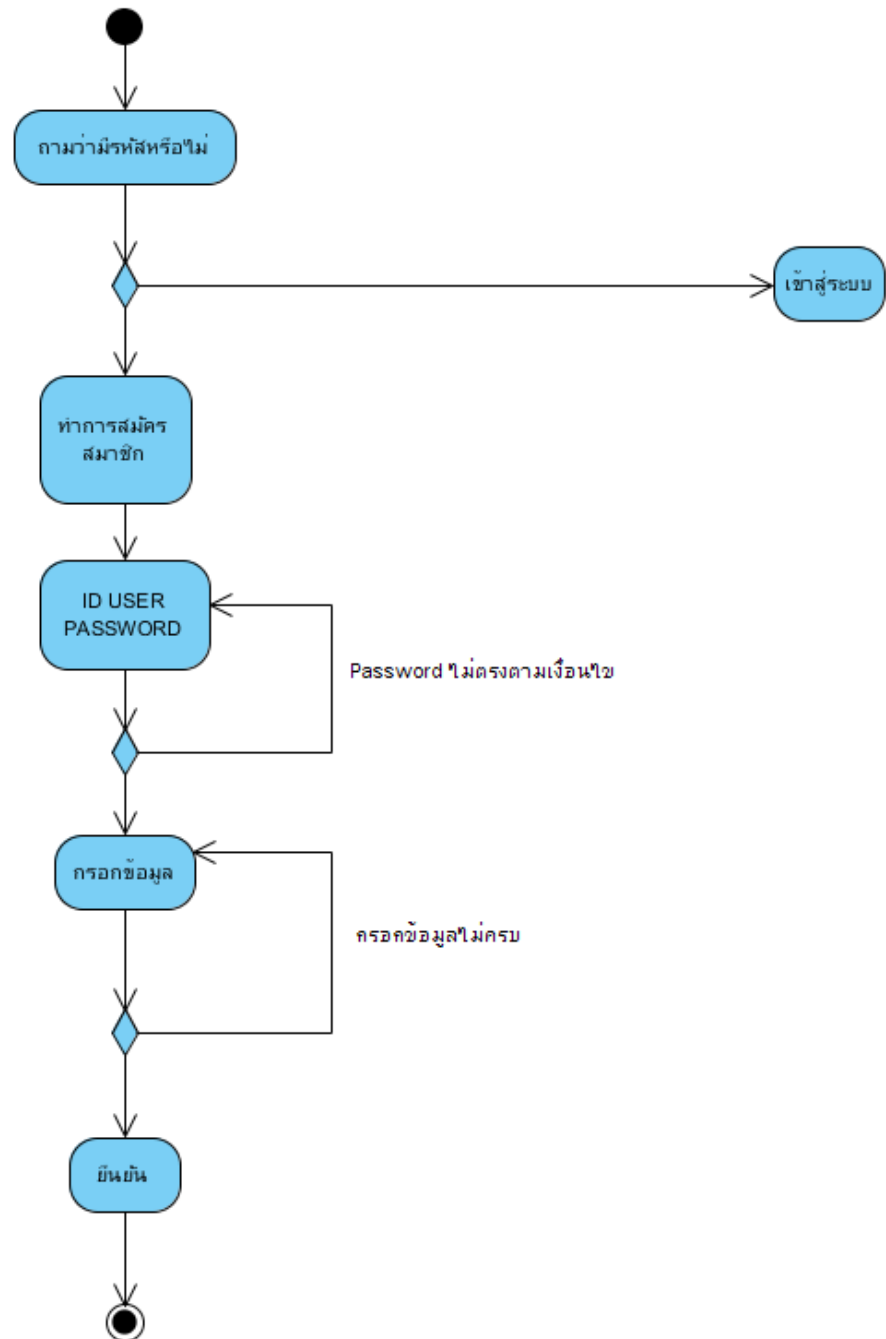 ถามว่ามีรหัสหรือไม่
เข้าสู่ระบบ
ทำการสมัคร
สมาชิก
ID USER
PASSWORD
Password ไม่ตรงตามเงื่อนไข
กรอกข้อมูล
กรอกข้อมูลไม่ครบ
ยืนยัน